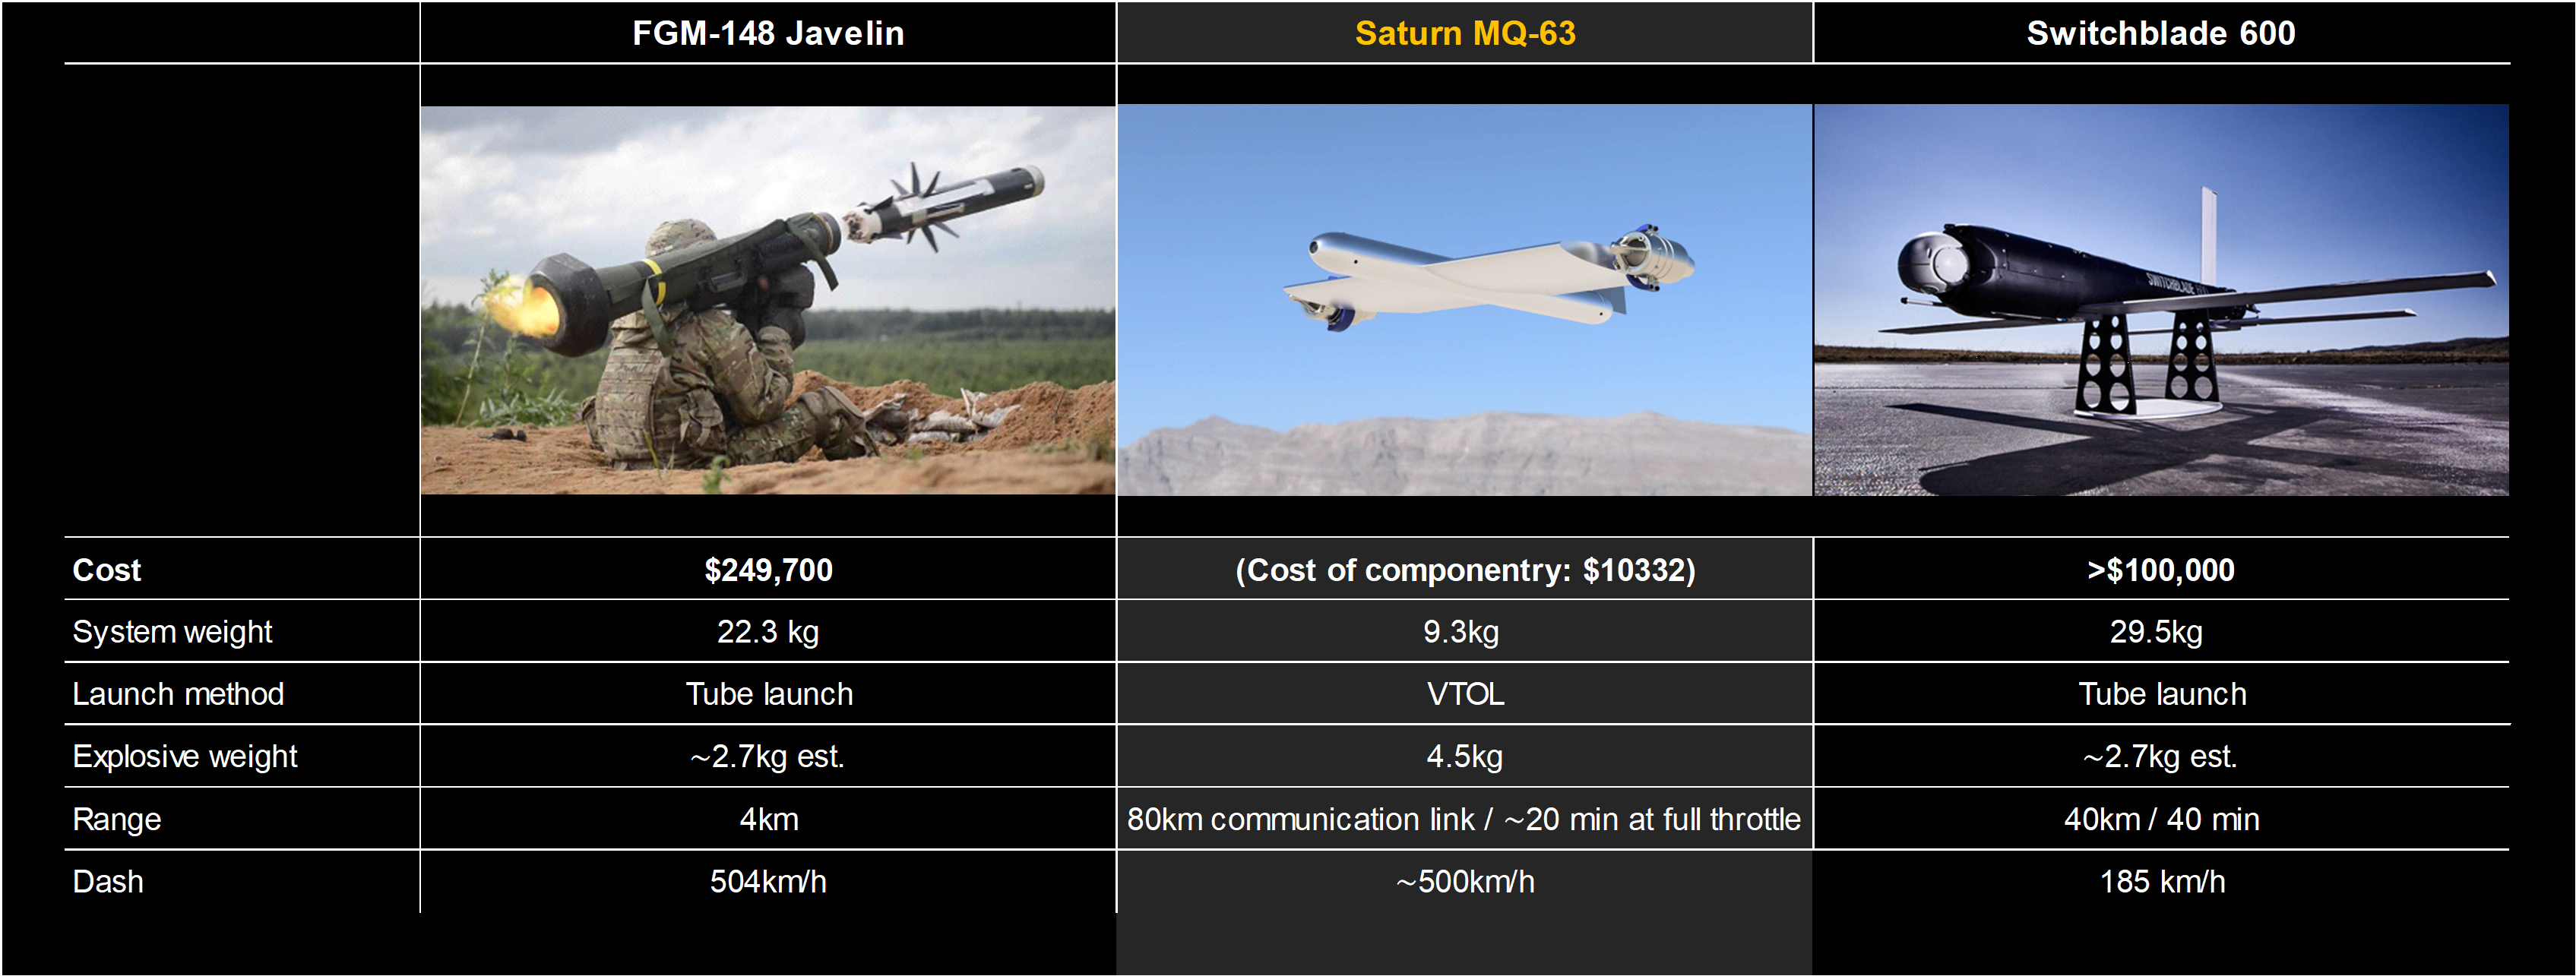 FGM-148 Javelin Saturn MQ-63 Switchblade 600
SWITCHBLADE
Cost $249,700 (Cost of componentry: $10332) >$100,000
System weight 22.3 kg 9.3kg 29.5kg
Launch method Tube launch VTOL Tube launch
Explosive weight ~2.7kg est. 4.5kg ~2.7kg est.
Range 4km 80km communication link / ~20 min at full throttle 40km / 40 min
Dash 504km/h ~500km/h 185 km/h